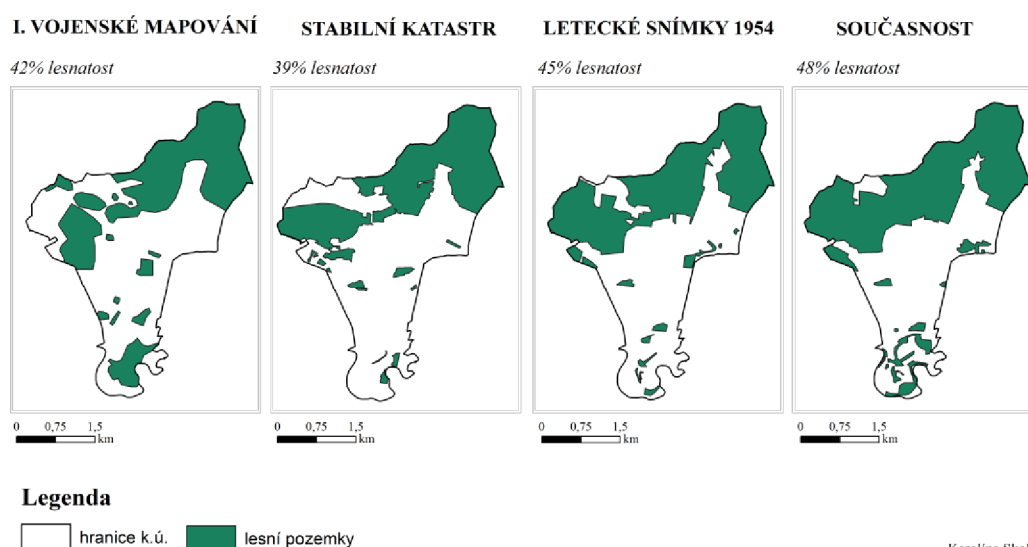 I. VOJENSKÉ MAPOVÁNÍ
42% lesnatost
0 0,75 1,5
km
STABILNÍ KATASTR
39% lesnatost
0 0,75 1,5
km
LETECKÉ SNÍMKY 1954
45% lesnatost
0 0,75 1,5
km
SOUČASNOST
48% lesnatost
0 0,75 1,5
km
Legenda
hranice k.ú. lesní pozemky